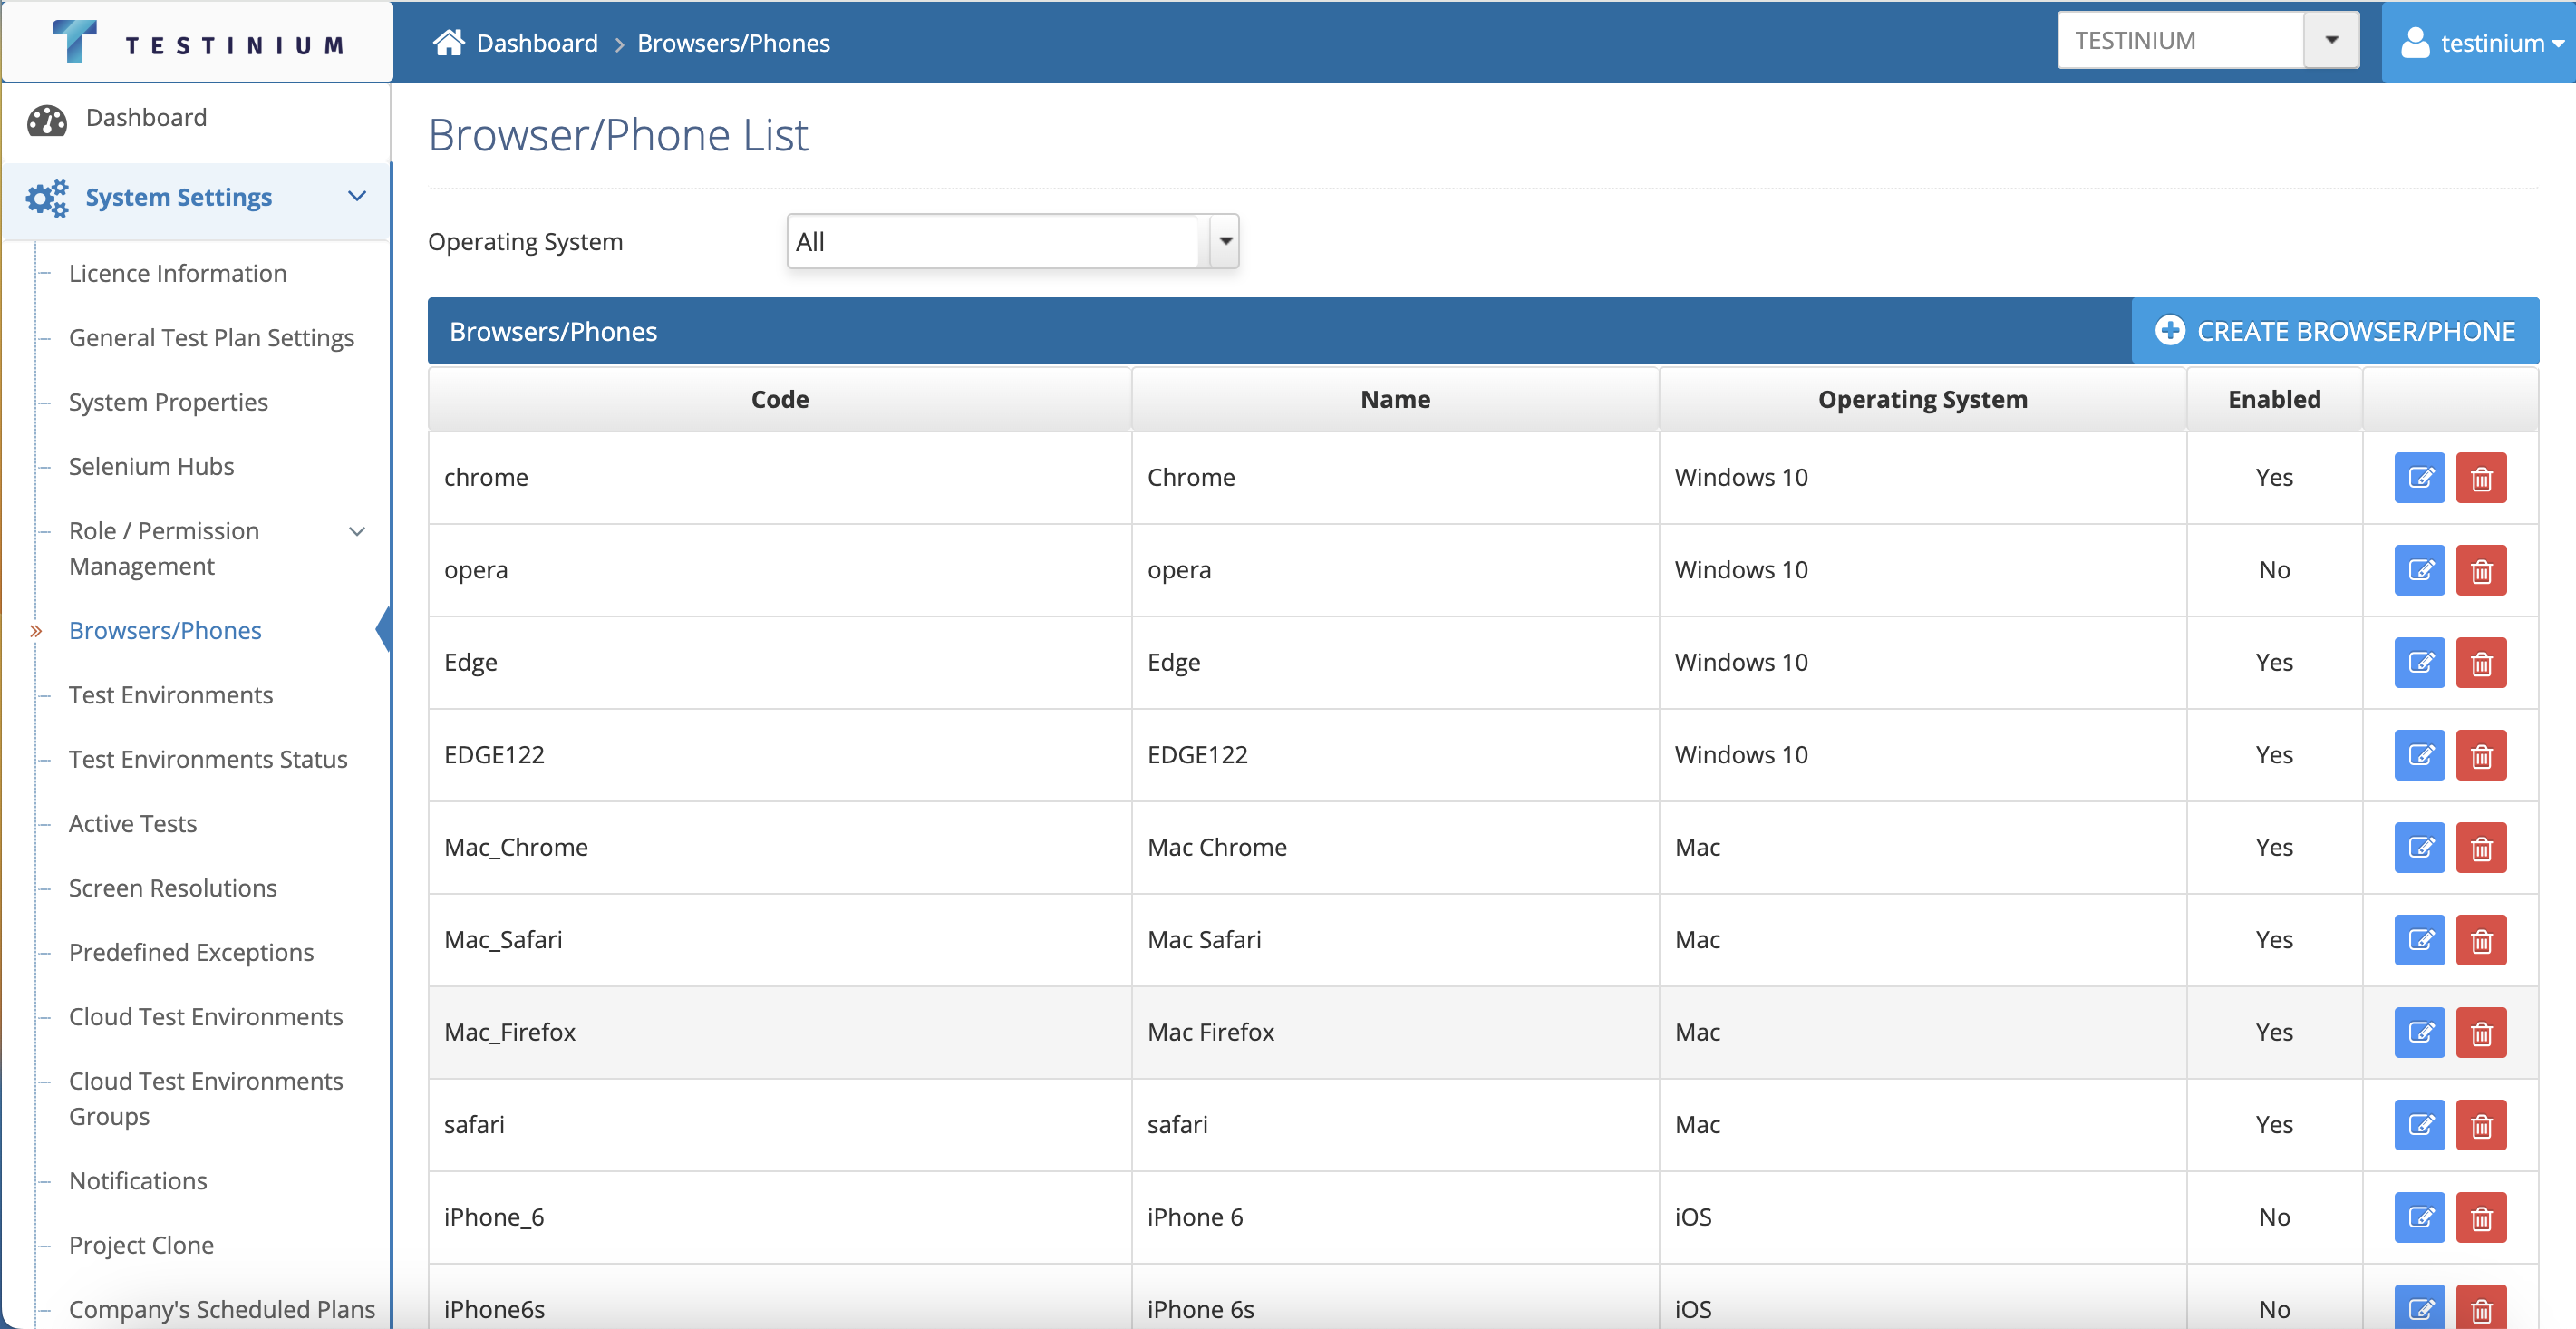 TESTINIUM
Dashboard > Browsers/Phones
TESTINIUM
testinium
Dashboard
System Settings
Licence Information
General Test Plan Settings
System Properties
Selenium Hubs
Role / Permission
Management
Browsers/Phones
Test Environments
Test Environments Status
Active Tests
Screen Resolutions
Predefined Exceptions
Cloud Test Environments
Cloud Test Environments
Groups
Notifications
Project Clone
Company's Scheduled Plans
Browser/Phone List
Operating System All
Browsers/Phones CREATE BROWSER/PHONE
Code Name Operating System Enabled
chrome Chrome Windows 10 Yes
opera opera Windows 10 No
Edge Edge Windows 10 Yes
EDGE122 EDGE122 Windows 10 Yes
Mac_Chrome Mac Chrome Mac Yes
Mac_Safari Mac Safari Mac Yes
Mac_Firefox Mac Firefox Mac Yes
safari safari Mac Yes
iPhone_6 iPhone 6 iOS No
iPhone6s iPhone 6s iOS No